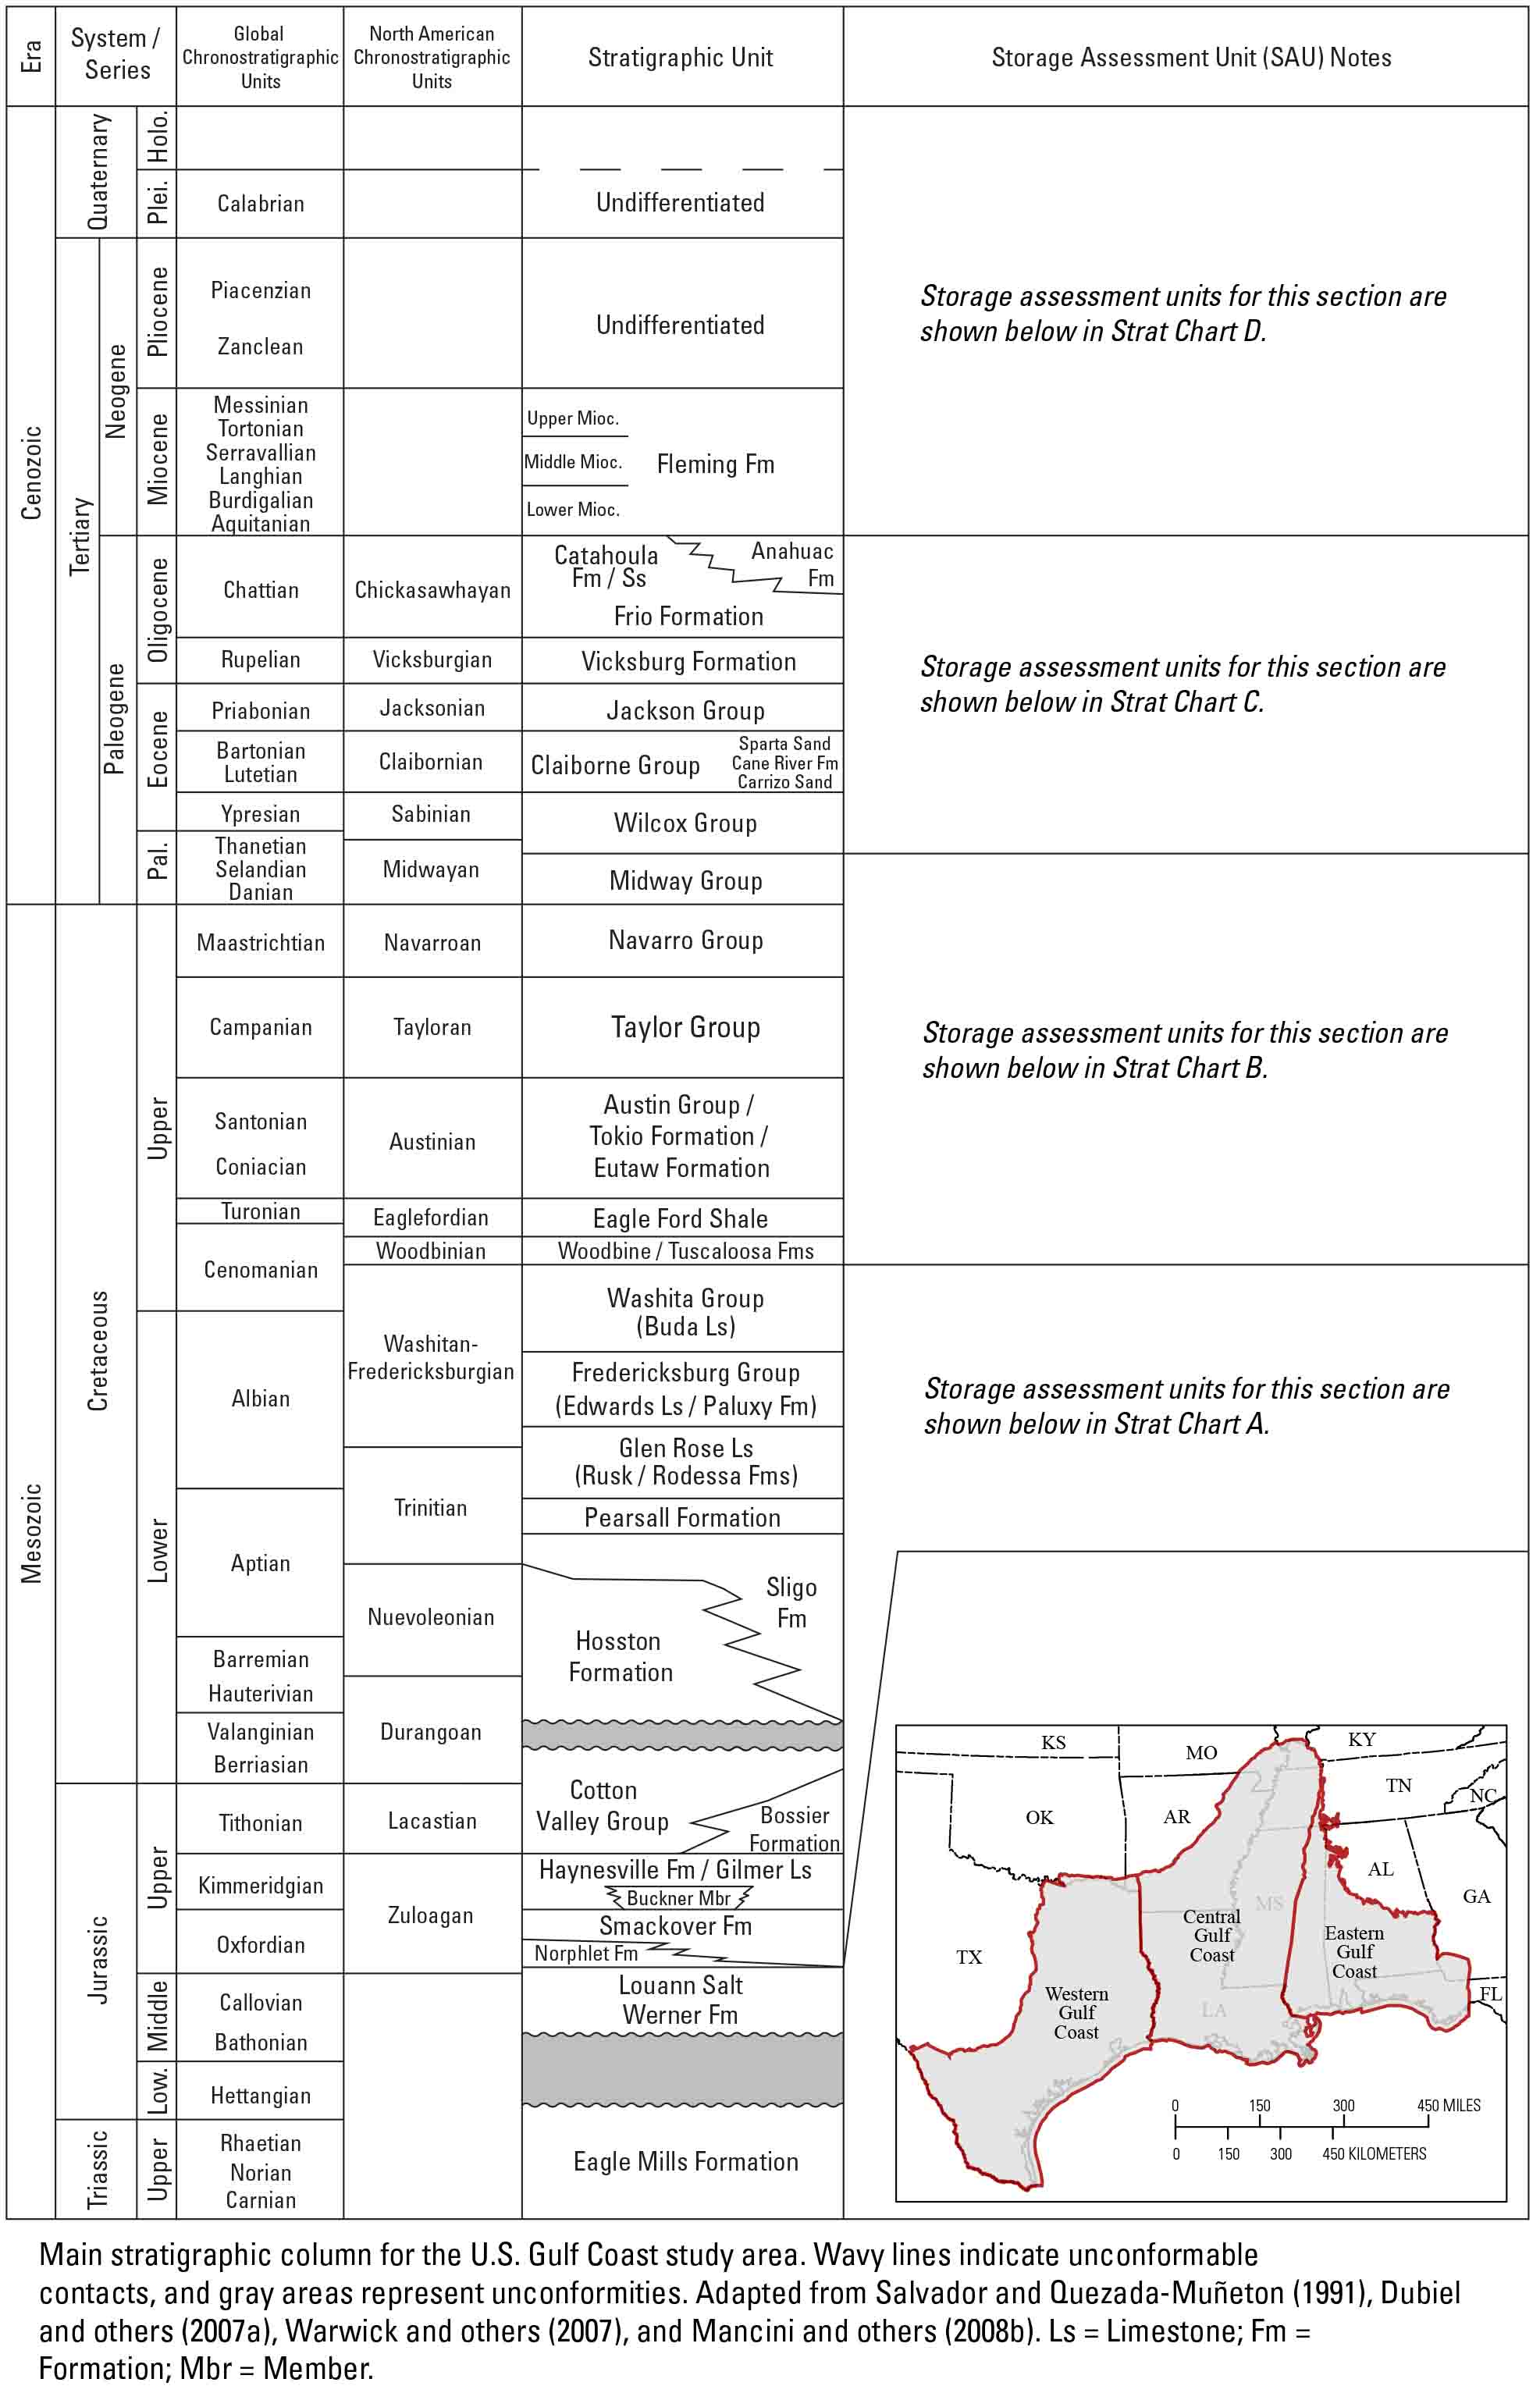 Era
System /
Series
Global
Chronostratigraphic
Units
North American
Chronostratigraphic
Units
Stratigraphic Unit
Storage Assessment Unit (SAU) Notes
Cenozoic
Quaternary
Holo.
Plei.
Calabrian
Undifferentiated
Tertiary
Neogene
Pliocene
Piacenzian
Zanclean
Undifferentiated
Storage assessment units for this section are
shown below in Strat Chart D.
Miocene
Messinian
Tortonian
Serravallian
Langhian
Burdigalian
Aquitanian
Upper Mioc.
Middle Mioc.
Lower Mioc.
Fleming Fm
Paleogene
Oligocene
Chattian
Chickasawhayan
Catahoula
Fm / Ss
Anahuac
Fm
Frio Formation
Rupelian
Vicksburgian
Vicksburg Formation
Storage assessment units for this section are
shown below in Strat Chart C.
Eocene
Priabonian
Jacksonian
Jackson Group
Bartonian
Lutetian
Claibornian
Claiborne Group
Sparta Sand
Cane River Fm
Carrizo Sand
Ypresian
Sabinian
Wilcox Group
Pal.
Thanetian
Selandian
Danian
Midwayan
Midway Group
Mesozoic
Cretaceous
Upper
Maastrichtian
Navarroan
Navarro Group
Campanian
Tayloran
Taylor Group
Storage assessment units for this section are
shown below in Strat Chart B.
Santonian
Coniacian
Austinian
Austin Group /
Tokio Formation /
Eutaw Formation
Turonian
Eaglefordian
Eagle Ford Shale
Cenomanian
Woodbinian
Woodbine / Tuscaloosa Fms
Washitan-
Fredericksburgian
Washita Group
(Buda Ls)
Lower
Albian
Fredericksburg Group
(Edwards Ls / Paluxy Fm)
Storage assessment units for this section are
shown below in Strat Chart A.
Trinitian
Glen Rose Ls
(Rusk / Rodessa Fms)
Pearsall Formation
Aptian
Nuevoleonian
Sligo
Fm
Hosston
Formation
Barremian
Hauterivian
Durangoan
Valanginian
Berriasian
Jurassic
Upper
Tithonian
Lacastian
Cotton
Valley Group
Bossier
Formation
Kimmeridgian
Zuloagan
Haynesville Fm / Gilmer Ls
Buckner Mbr
Oxfordian
Smackover Fm
Norphlet Fm
Middle
Callovian
Bathonian
Louann Salt
Werner Fm
Low.
Hettangian
Triassic
Upper
Rhaetian
Norian
Carnian
Eagle Mills Formation
KS
MO
KY
OK
AR
TN
NC
AL
GA
MS
TX
LA
FL
Western
Gulf
Coast
Central
Gulf
Coast
Eastern
Gulf
Coast
0 150 300 450 MILES
0 150 300 450 KILOMETERS
Main stratigraphic column for the U.S. Gulf Coast study area. Wavy lines indicate unconformable
contacts, and gray areas represent unconformities. Adapted from Salvador and Quezada-Muñeton (1991), Dubiel
and others (2007a), Warwick and others (2007), and Mancini and others (2008b). Ls = Limestone; Fm =
Formation; Mbr = Member.